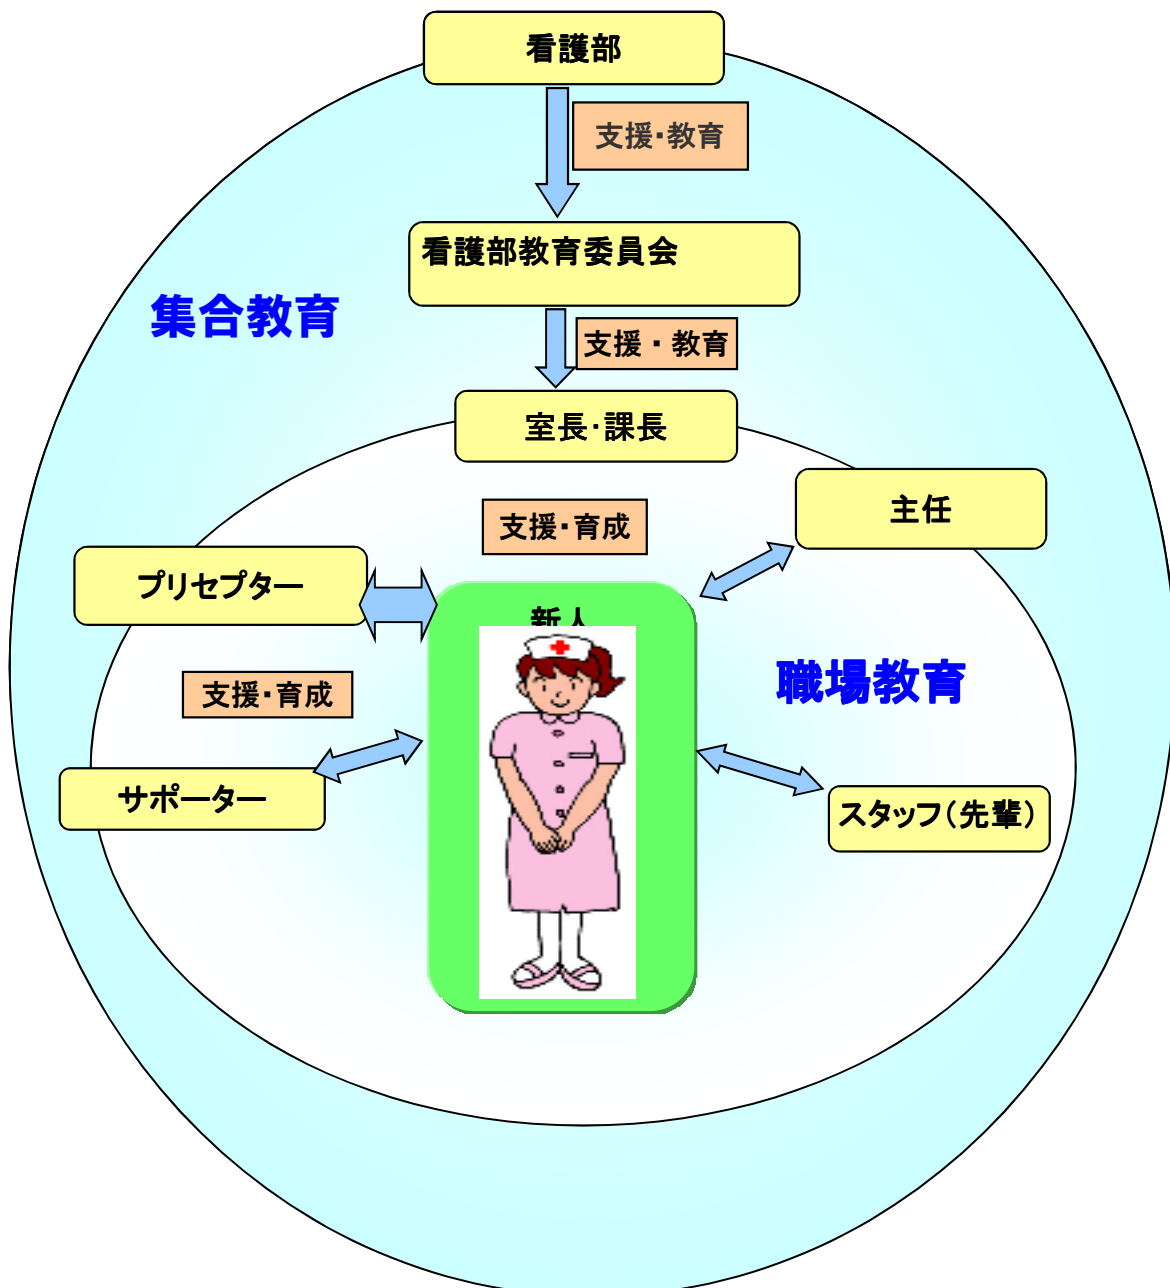 看護部
支援・教育
看護部教育委員会
集合教育
支援・教育
室長・課長
主任
支援・育成
プリセプター
新人
職場教育
支援・育成
サポーター
スタッフ(先輩)